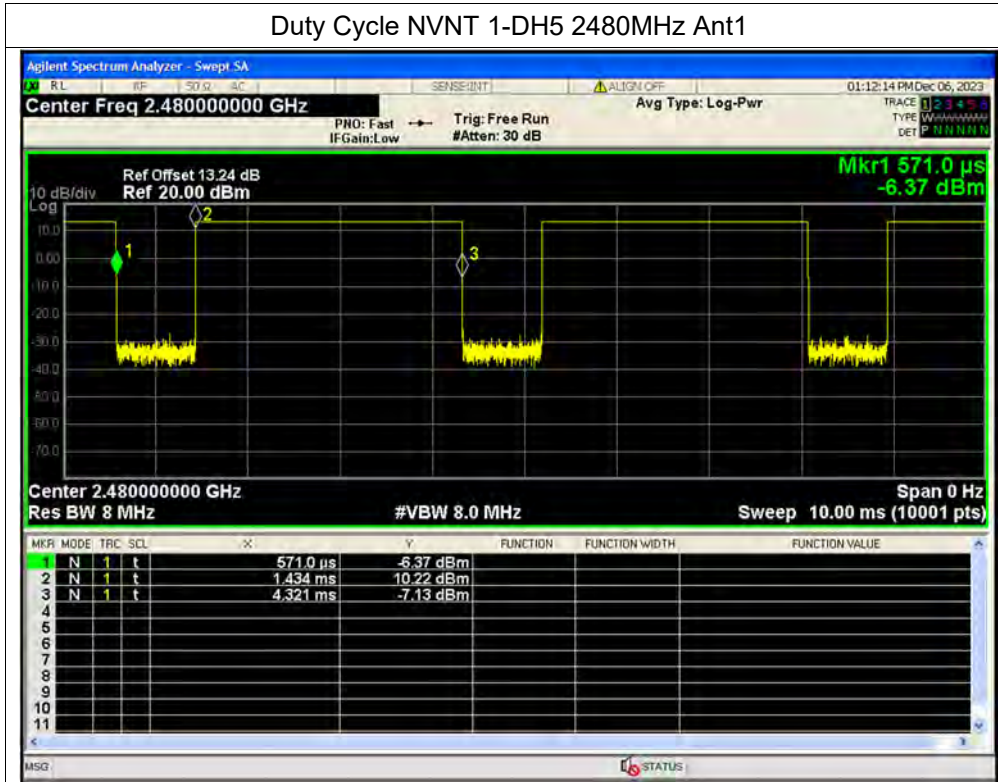 Duty Cycle NVNT 1-DH5 2480MHz Ant1
Agilent Spectrum Analyzer - Swept SA
RL RF 50 Ω AC SENSE:INT ALIGN OFF 01:12:14 PM Dec 06, 2023
Center Freq 2.480000000 GHz Avg Type: Log-Pwr TRACE 1 2 3 4 5 6
PNO: Fast Trig: Free Run TYPE W
IFGain:Low #Atten: 30 dB DET P N N N N N
Mkr1 571.0 µs
-6.37 dBm
Ref Offset 13.24 dB
10 dB/div Ref 20.00 dBm
Log
10.0
0.00
-10.0
-20.0
-30.0
-40.0
-50.0
-60.0
-70.0
1
2
3
Center 2.480000000 GHz Span 0 Hz
Res BW 8 MHz #VBW 8.0 MHz Sweep 10.00 ms (10001 pts)
MKR MODE TRC SCL X Y FUNCTION FUNCTION WIDTH FUNCTION VALUE
1 N 1 t 571.0 µs -6.37 dBm
2 N 1 t 1.434 ms 10.22 dBm
3 N 1 t 4.321 ms -7.13 dBm
4
5
6
7
8
9
10
11
MSG STATUS